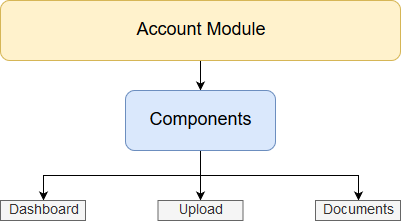 Account Module
Components
Dashboard
Upload
Documents